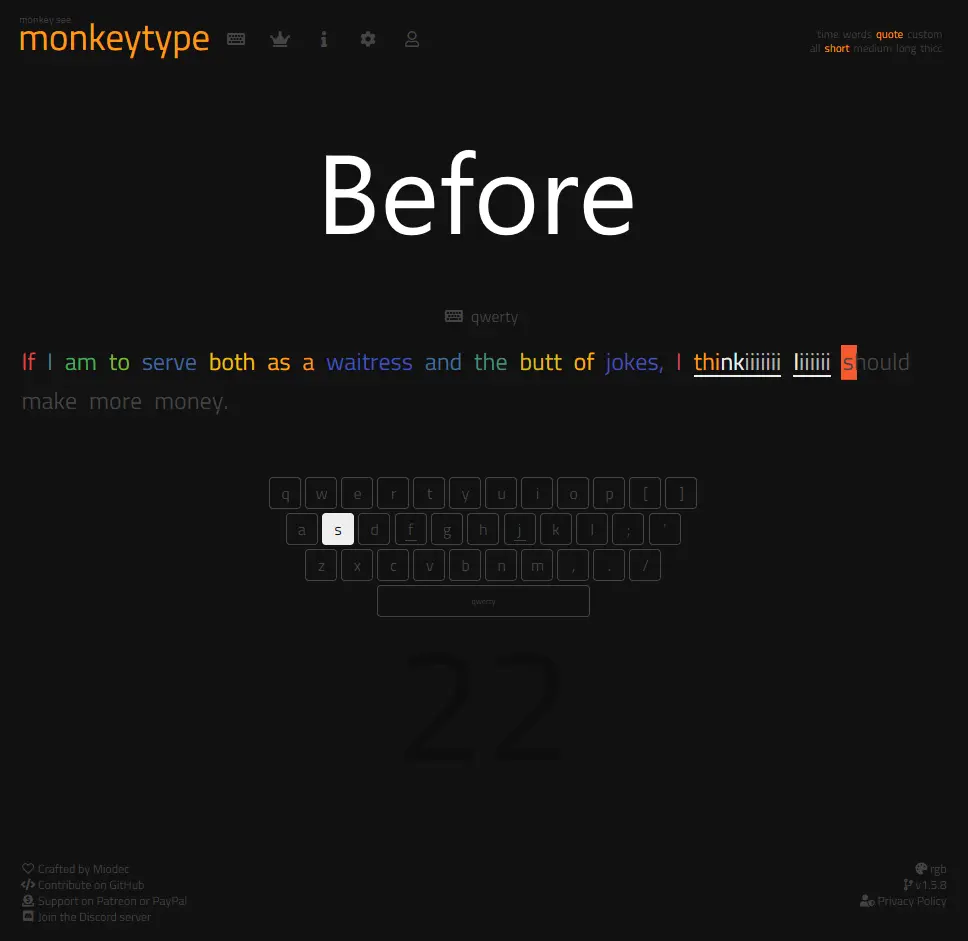 monkey see
monkeytype
time words quote custom
all short medium long thicc
Before
qwerty
If I am to serve both as a waitress and the butt of jokes, I thinkiiiiiii Iiiiiii should
make more money.
q w e r t y u i o p [ ]
a s d f g h j k l ; '
z x c v b n m , . /
qwerty
22
Crafted by Miodec
Contribute on GitHub
Support on Patreon or PayPal
Join the Discord server
rgb
v1.5.8
Privacy Policy